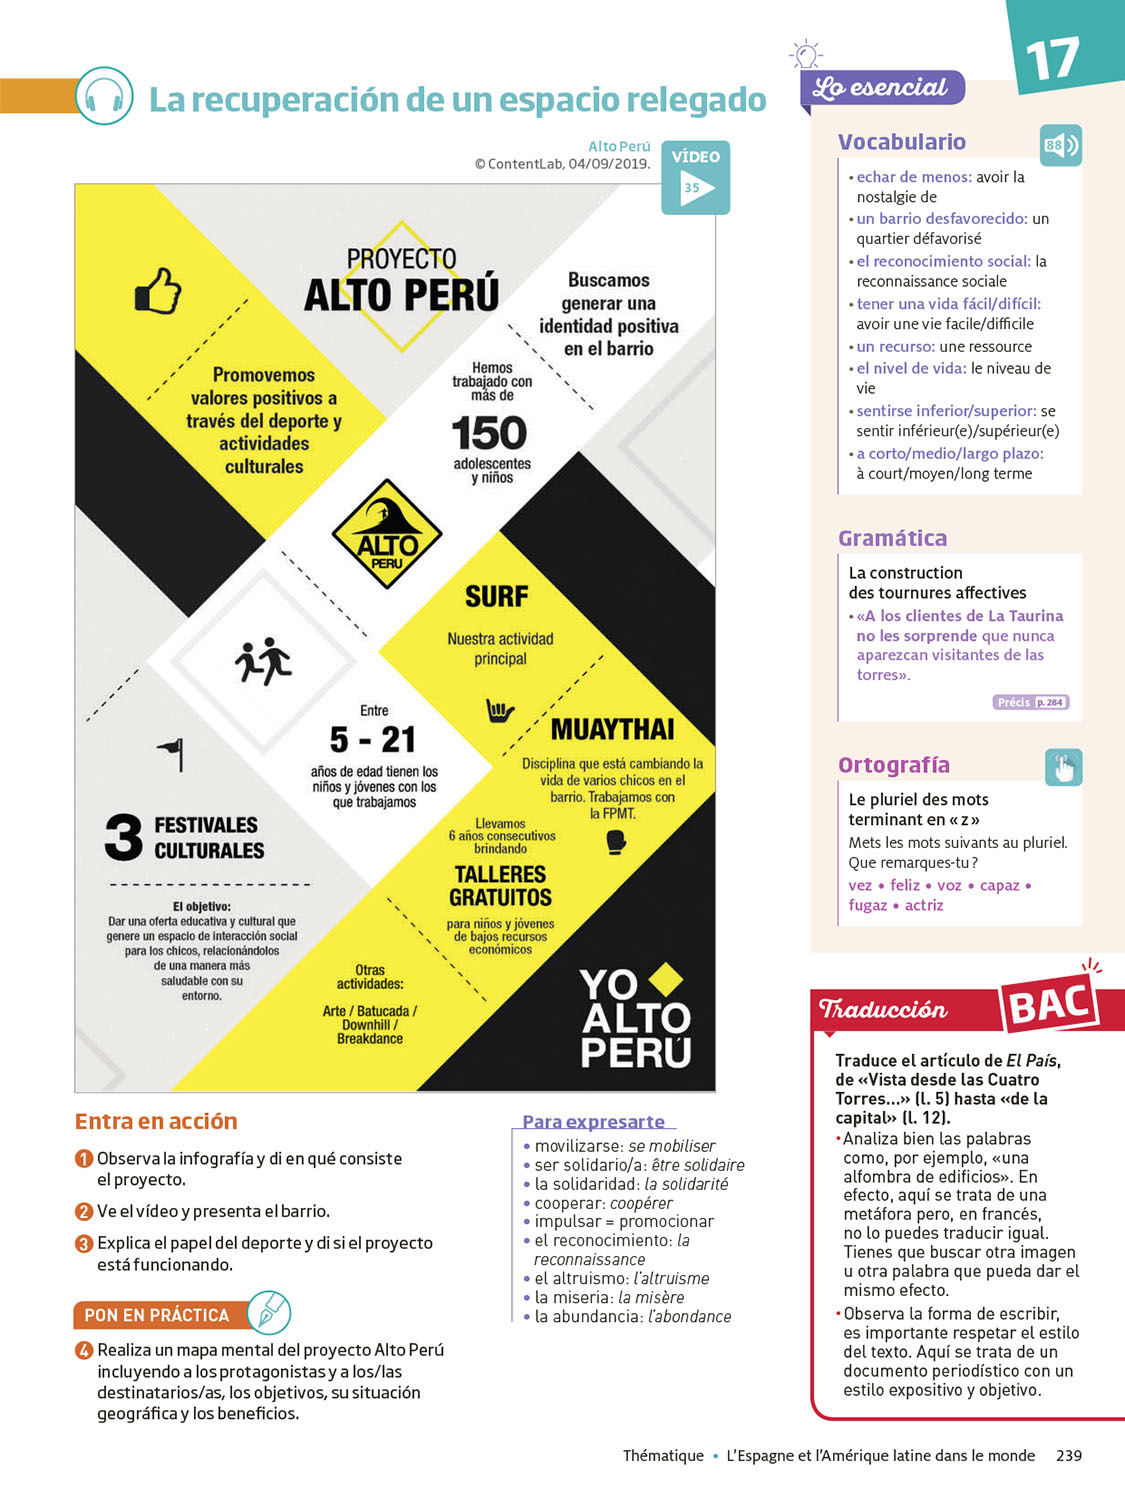 17
La recuperación de un espacio relegado
Alto Perú
© ContentLab, 04/09/2019.
VÍDEO
35
PROYECTO
ALTO PERÚ
Buscamos
generar una
identidad positiva
en el barrio
Promovemos
valores positivos a
través del deporte y
actividades
culturales
Hemos
trabajado con
más de
150
adolescentes
y niños
ALTO
PERU
SURF
Nuestra actividad
principal
Entre
5 - 21
años de edad tienen los
niños y jóvenes con los
que trabajamos
MUAYTHAI
Disciplina que está cambiando la
vida de varios chicos en el
barrio. Trabajamos con
la FPMT.
3 FESTIVALES
CULTURALES
El objetivo:
Dar una oferta educativa y cultural que
genere un espacio de interacción social
para los chicos, relacionándolos
de una manera más
saludable con su
entorno.
Llevamos
6 años consecutivos
brindando
TALLERES
GRATUITOS
para niños y jóvenes
de bajos recursos
económicos
Otras
actividades:
Arte / Batucada /
Downhill /
Breakdance
YO
ALTO
PERÚ
Entra en acción
1 Observa la infografía y di en qué consiste
el proyecto.
2 Ve el vídeo y presenta el barrio.
3 Explica el papel del deporte y di si el proyecto
está funcionando.
PON EN PRÁCTICA
4 Realiza un mapa mental del proyecto Alto Perú
incluyendo a los protagonistas y a los/las
destinatarios/as, los objetivos, su situación
geográfica y los beneficios.
Para expresarte
• movilizarse: se mobiliser
• ser solidario/a: être solidaire
• la solidaridad: la solidarité
• cooperar: coopérer
• impulsar = promocionar
• el reconocimiento: la
reconnaissance
• el altruismo: l'altruisme
• la miseria: la misère
• la abundancia: l'abondance
Lo esencial
Vocabulario
88
• echar de menos: avoir la
nostalgie de
• un barrio desfavorecido: un
quartier défavorisé
• el reconocimiento social: la
reconnaissance sociale
• tener una vida fácil/difícil:
avoir une vie facile/difficile
• un recurso: une ressource
• el nivel de vida: le niveau de
vie
• sentirse inferior/superior: se
sentir inférieur(e)/supérieur(e)
• a corto/medio/largo plazo:
à court/moyen/long terme
Gramática
La construction
des tournures affectives
• «A los clientes de La Taurina
no les sorprende que nunca
aparezcan visitantes de las
torres».
Précis p. 284
Ortografía
Le pluriel des mots
terminant en « z »
Mets les mots suivants au pluriel.
Que remarques-tu ?
vez • feliz • voz • capaz •
fugaz • actriz
Traducción
BAC
Traduce el artículo de El País,
de «Vista desde las Cuatro
Torres...» (l. 5) hasta «de la
capital» (l. 12).
• Analiza bien las palabras
como, por ejemplo, «una
alfombra de edificios». En
efecto, aquí se trata de una
metáfora pero, en francés,
no lo puedes traducir igual.
Tienes que buscar otra imagen
u otra palabra que pueda dar el
mismo efecto.
• Observa la forma de escribir,
es importante respetar el estilo
del texto. Aquí se trata de un
documento periodístico con un
estilo expositivo y objetivo.
Thématique • L'Espagne et l'Amérique latine dans le monde 239